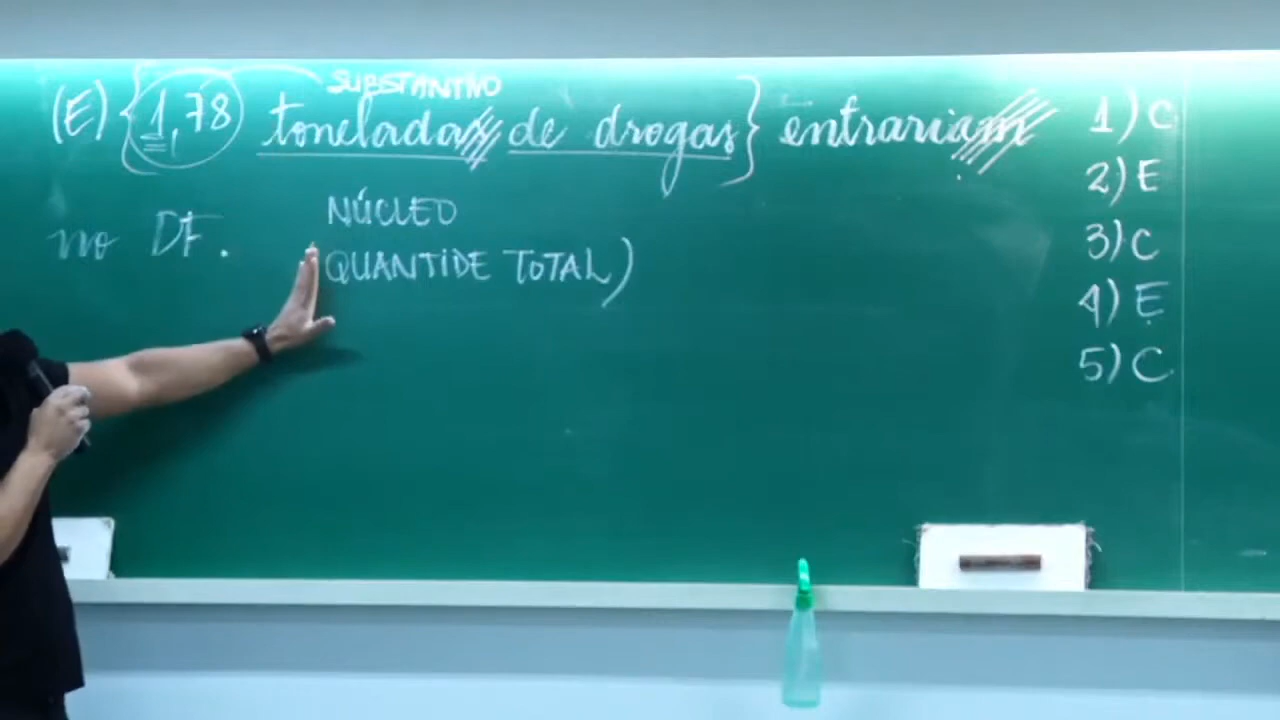 SUBSTANTIVO
(E) {1,78 toneladas de drogas} entrariam
no DF.
NÚCLEO
QUANTIDE TOTAL)
1) C
2) E
3) C
4) E
5) C